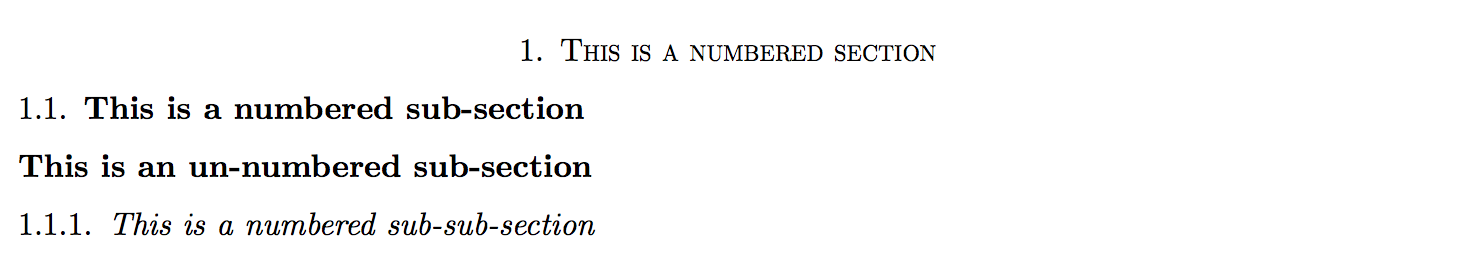 1. This is a numbered section
1.1. This is a numbered sub-section
This is an un-numbered sub-section
1.1.1. This is a numbered sub-sub-section